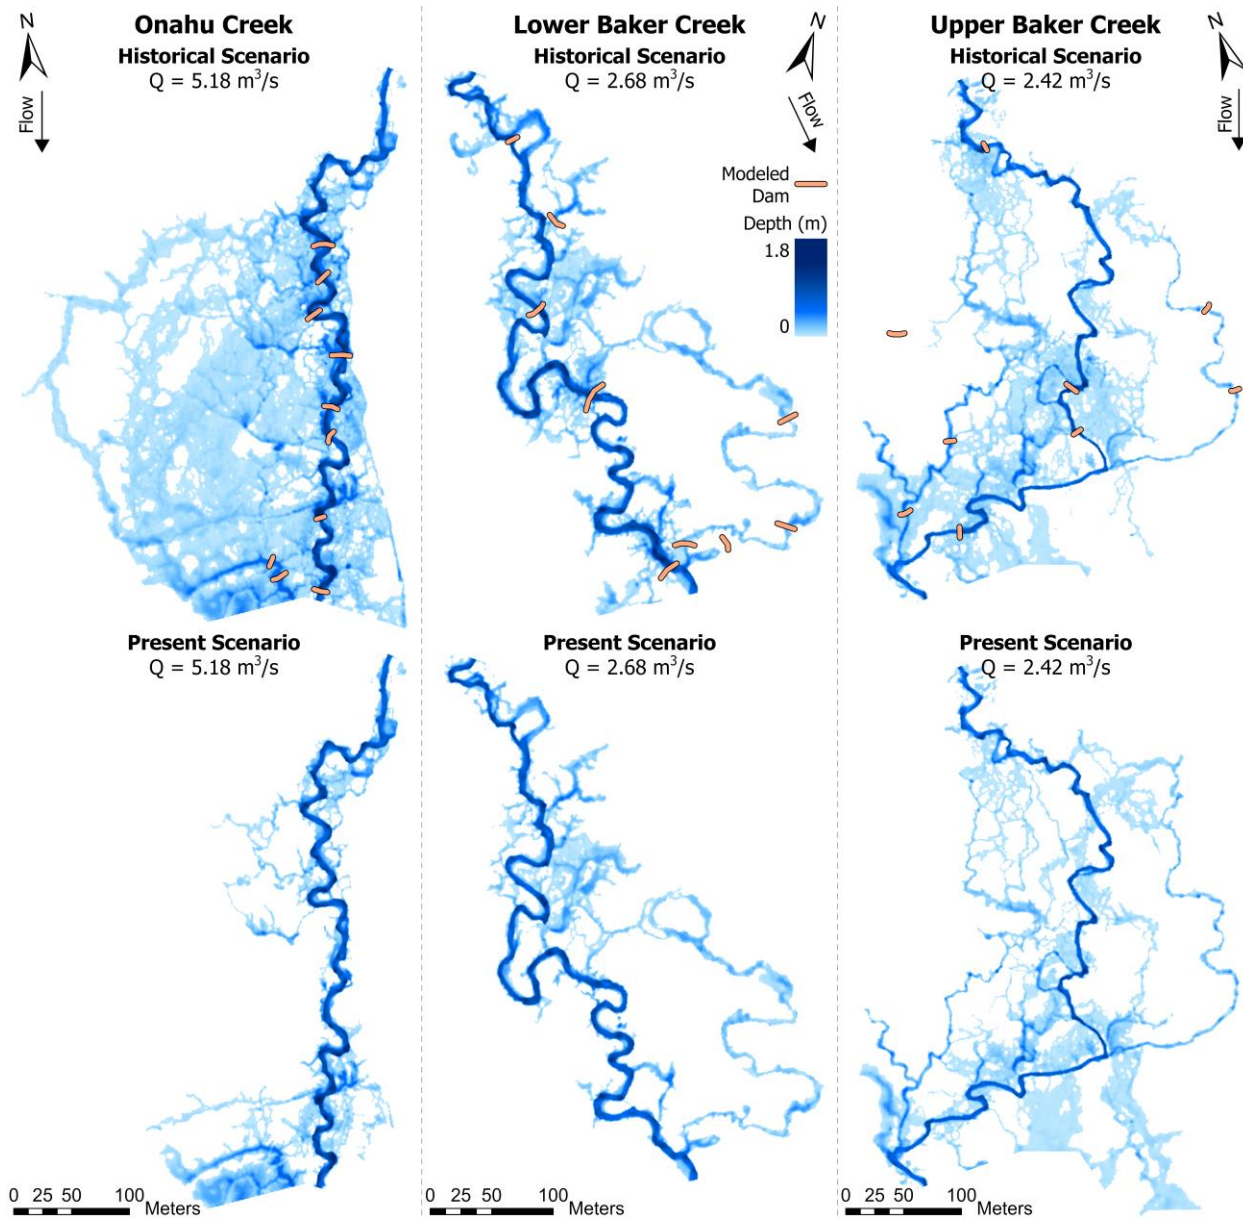 Onahu Creek
Historical Scenario
Q = 5.18 m³/s
N
Flow
Lower Baker Creek
Historical Scenario
Q = 2.68 m³/s
N
Flow
Modeled
Dam
Depth (m)
1.8
0
Upper Baker Creek
Historical Scenario
Q = 2.42 m³/s
N
Flow
Present Scenario
Q = 5.18 m³/s
0 25 50 100
Meters
Present Scenario
Q = 2.68 m³/s
0 25 50 100
Meters
Present Scenario
Q = 2.42 m³/s
0 25 50 100
Meters